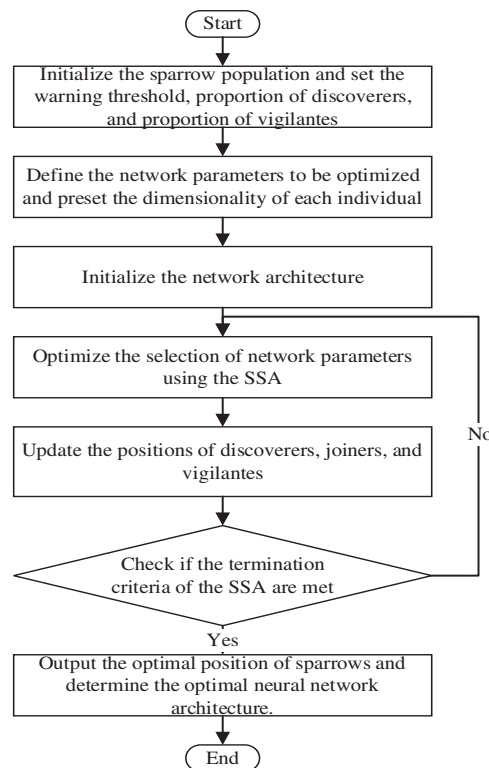 Start
Initialize the sparrow population and set the
warning threshold, proportion of discoverers,
and proportion of vigilantes
Define the network parameters to be optimized
and preset the dimensionality of each individual
Initialize the network architecture
Optimize the selection of network parameters
using the SSA
Update the positions of discoverers, joiners, and
vigilantes
No
Check if the termination
criteria of the SSA are met
Yes
Output the optimal position of sparrows and
determine the optimal neural network
architecture.
End